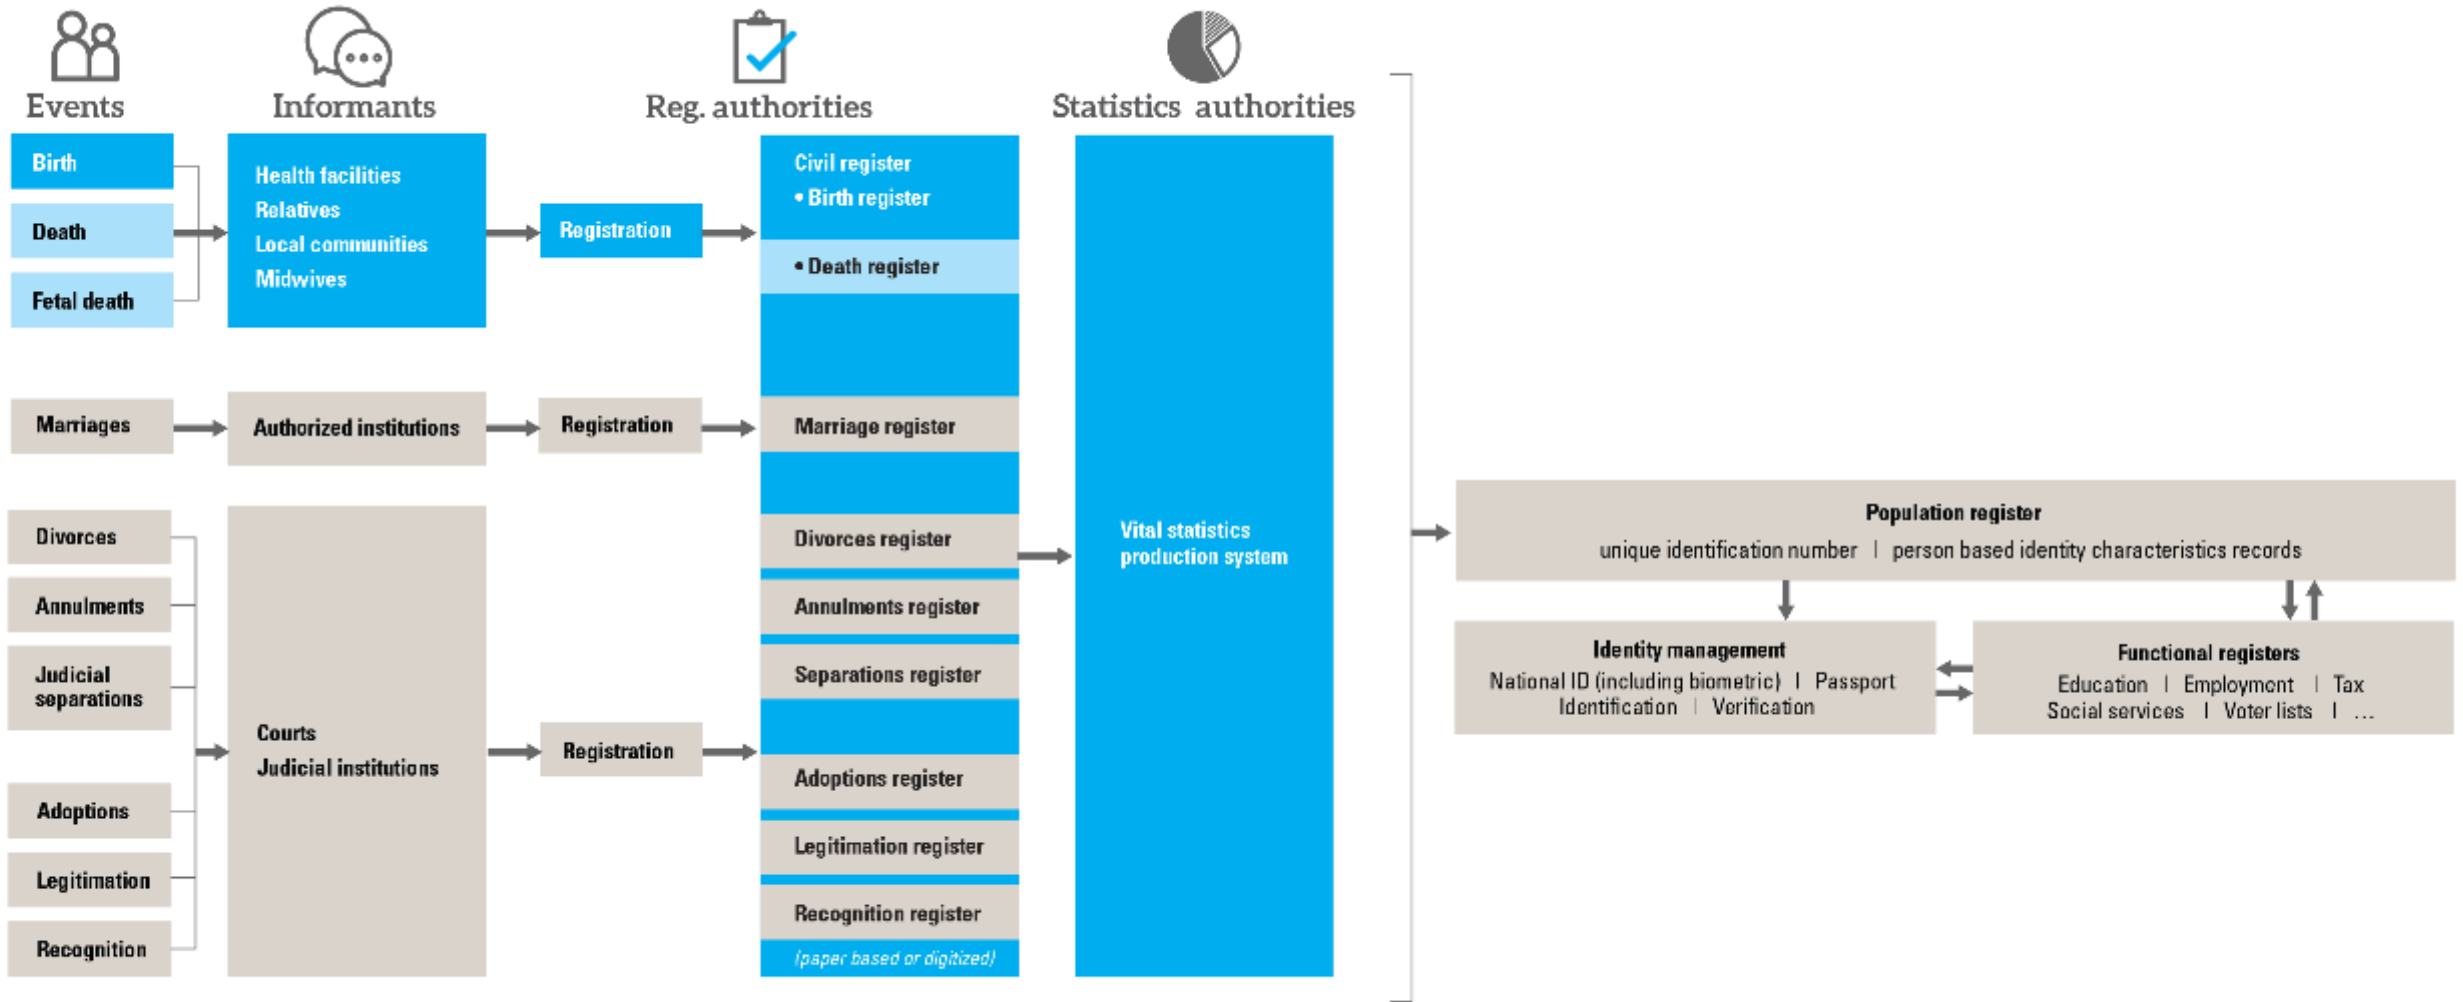 Events
Informants
Reg. authorities
Statistics authorities
Birth
Death
Fetal death
Health facilities
Relatives
Local communities
Midwives
Registration
Civil register
• Birth register
• Death register
Marriages
Authorized institutions
Registration
Marriage register
Divorces
Annulments
Judicial
separations
Adoptions
Legitimation
Recognition
Courts
Judicial institutions
Registration
Divorces register
Annulments register
Separations register
Adoptions register
Legitimation register
Recognition register
(paper based or digitized)
Vital statistics
production system
Population register
unique identification number | person based identity characteristics records
Identity management
National ID (including biometric) | Passport
Identification | Verification
Functional registers
Education | Employment | Tax
Social services | Voter lists | ...